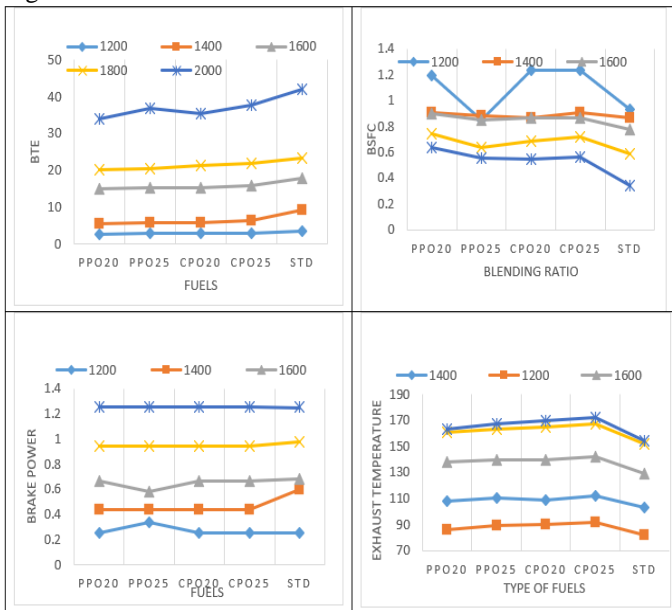 1200 1400 1600
1800 2000
50
40
30
20
10
0
BTE
PPO20 PPO25 CPO20 CPO25 STD
FUELS
1.4
1.2
1
0.8
0.6
0.4
0.2
0
BSFC
1200 1400 1600
PPO20 PPO25 CPO20 CPO25 STD
BLENDING RATIO
1200 1400 1600
1.4
1.2
1
0.8
0.6
0.4
0.2
0
BRAKE POWER
PPO20 PPO25 CPO20 CPO25 STD
FUELS
1400 1200 1600
190
170
150
130
110
90
70
EXHAUST TEMPERATURE
PPO20 PPO25 CPO20 CPO25 STD
TYPE OF FUELS